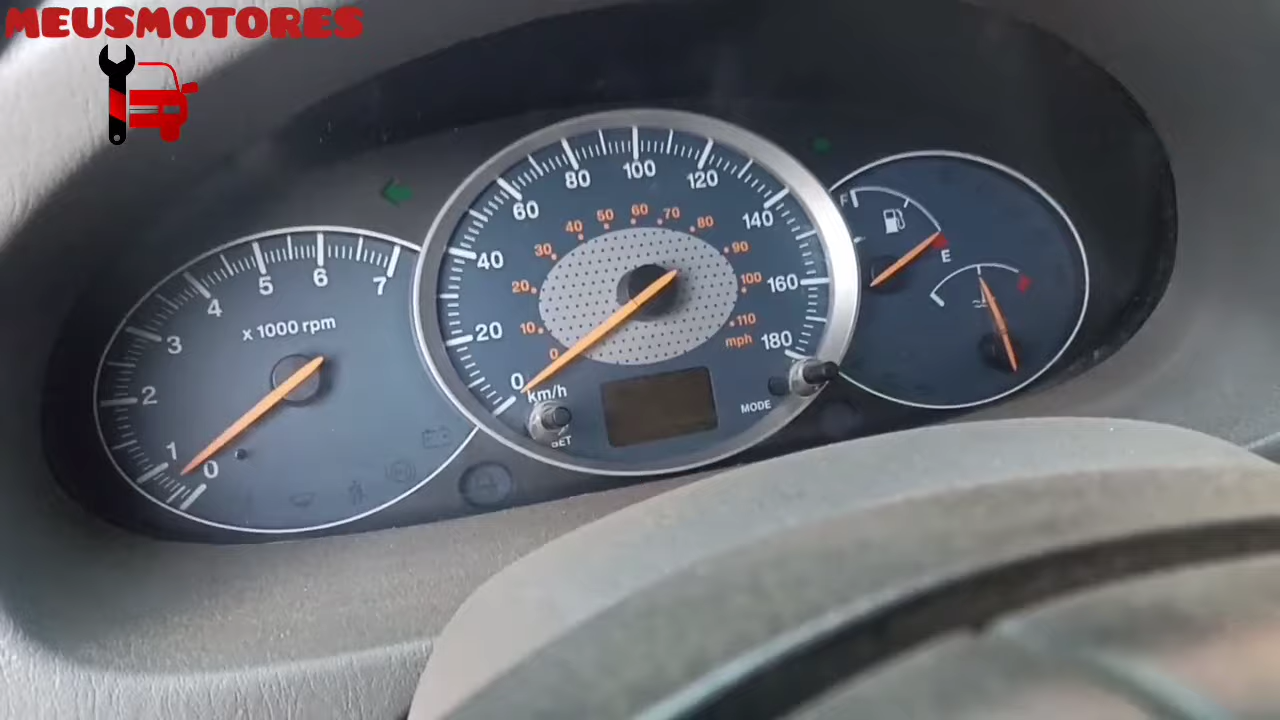 MEUSMOTORES
0 1 2 3 4 5 6 7
x 1000 rpm
0 20 40 60 80 100 120 140 160 180
km/h
0 10 20 30 40 50 60 70 80 90 100 110
mph
MODE
F
E